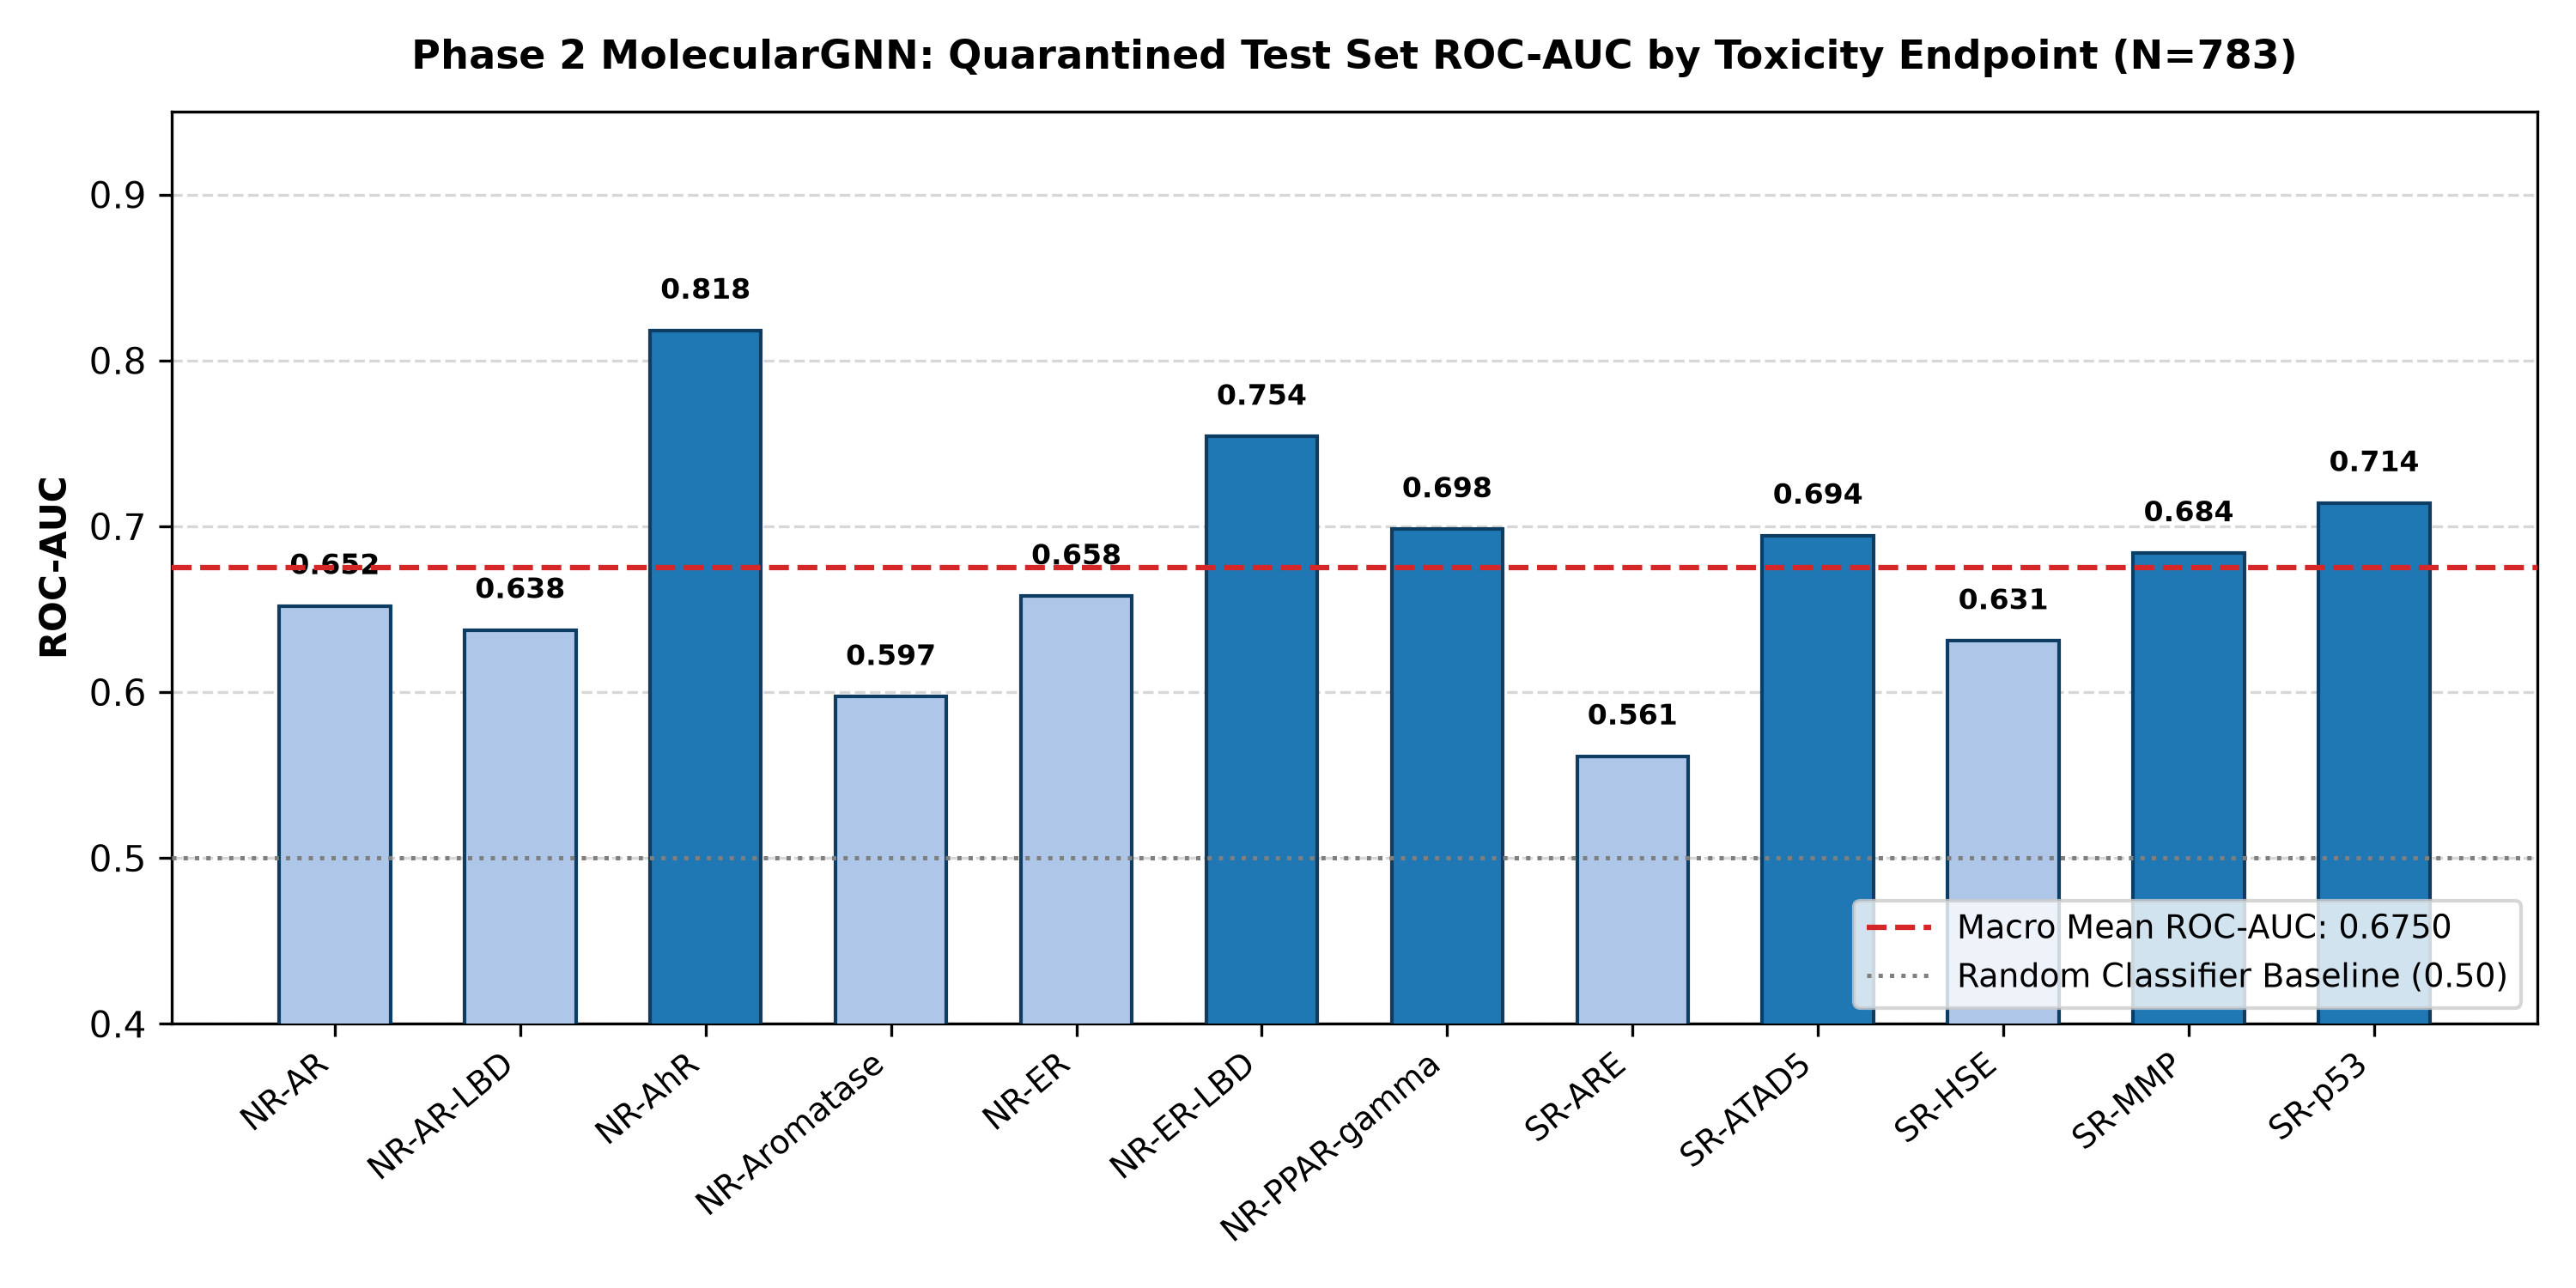 Phase 2 MolecularGNN: Quarantined Test Set ROC-AUC by Toxicity Endpoint (N=783)
ROC-AUC
0.9
0.8
0.7
0.6
0.5
0.4
0.652
0.638
0.818
0.597
0.658
0.754
0.698
0.561
0.694
0.631
0.684
0.714
Macro Mean ROC-AUC: 0.6750
Random Classifier Baseline (0.50)
NR-AR
NR-AR-LBD
NR-AhR
NR-Aromatase
NR-ER
NR-ER-LBD
NR-PPAR-gamma
SR-ARE
SR-ATAD5
SR-HSE
SR-MMP
SR-p53